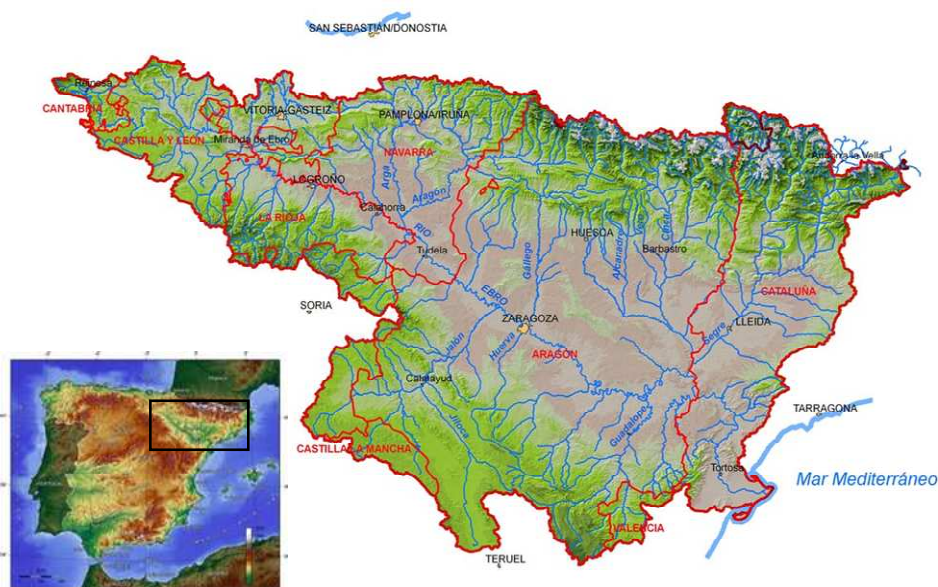 SAN SEBASTIÁN/DONOSTIA
Reinosa
CANTABRIA
VITORIA-GASTEIZ
PAMPLONA/IRUÑA
CASTILLA Y LEÓN
Miranda de Ebro
NAVARRA
Andorra la Vella
LOGROÑO
Arga
Aragón
LA RIOJA
Calahorra
RIO
HUESCA
Vero
Cinca
Tudela
Gállego
Alcanadre
Barbastro
CATALUÑA
EBRO
SORIA
ZARAGOZA
LLEIDA
Segre
Jalón
Huerva
ARAGÓN
Calatayud
TARRAGONA
Jiloca
Guadalope
CASTILLA-LA MANCHA
Tortosa
Mar Mediterráneo
VALENCIA
TERUEL